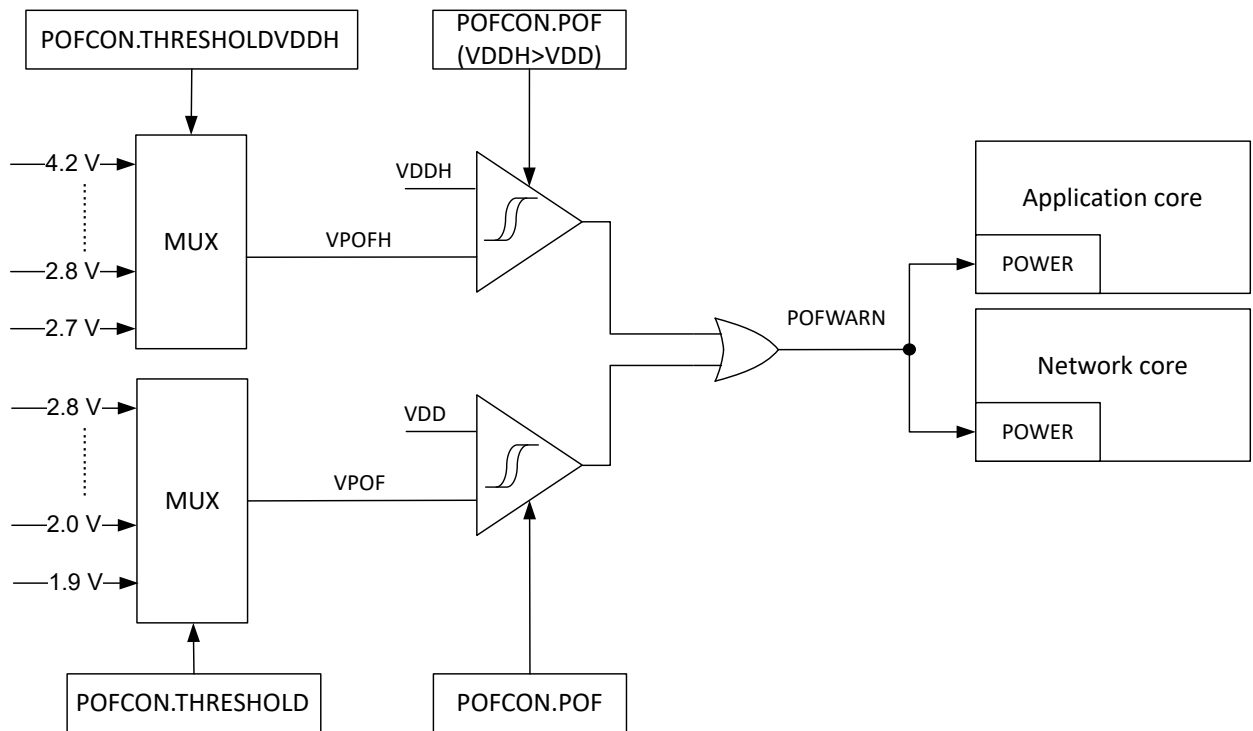 POFCON.THRESHOLDVDDH
POFCON.POF
(VDDH>VDD)
4.2 V
2.8 V
2.7 V
MUX
VDDH
VPOFH
Application core
POWER
POFWARN
Network core
POWER
2.8 V
2.0 V
1.9 V
MUX
VDD
VPOF
POFCON.THRESHOLD
POFCON.POF